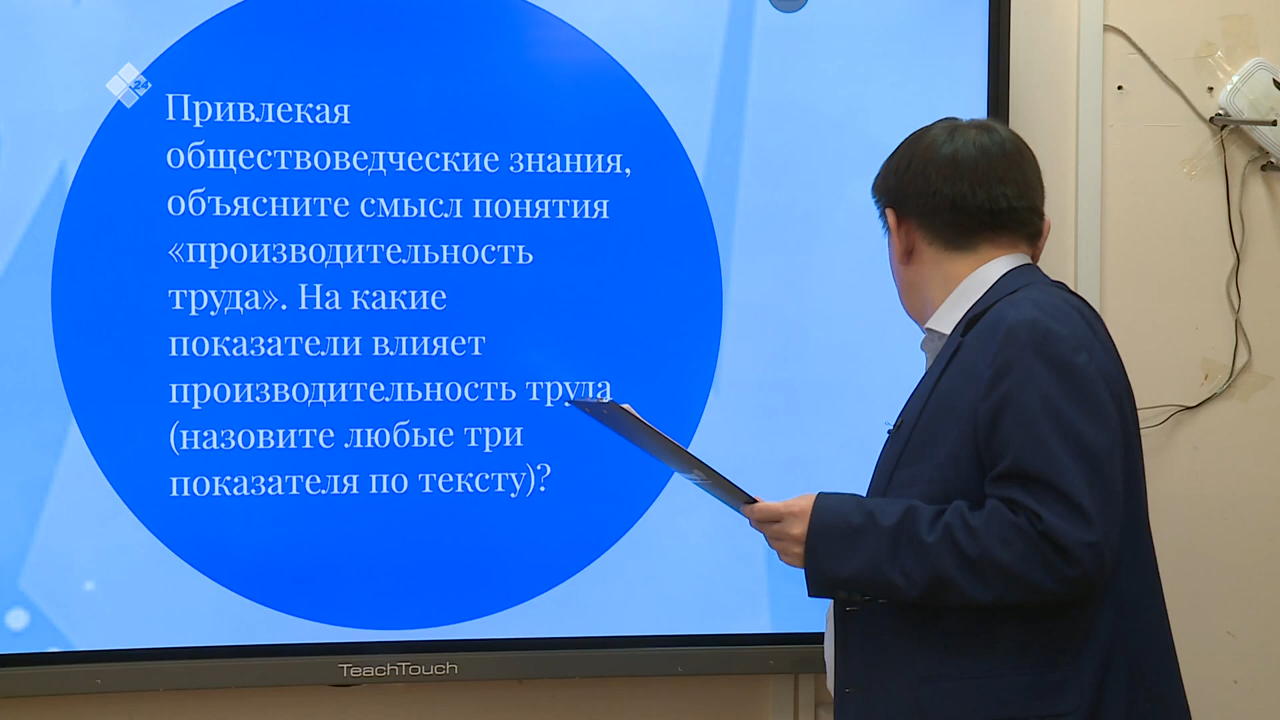 24
Привлекая
обществоведческие знания,
объясните смысл понятия
«производительность
труда». На какие
показатели влияет
производительность труда
(назовите любые три
показателя по тексту)?
TeachTouch